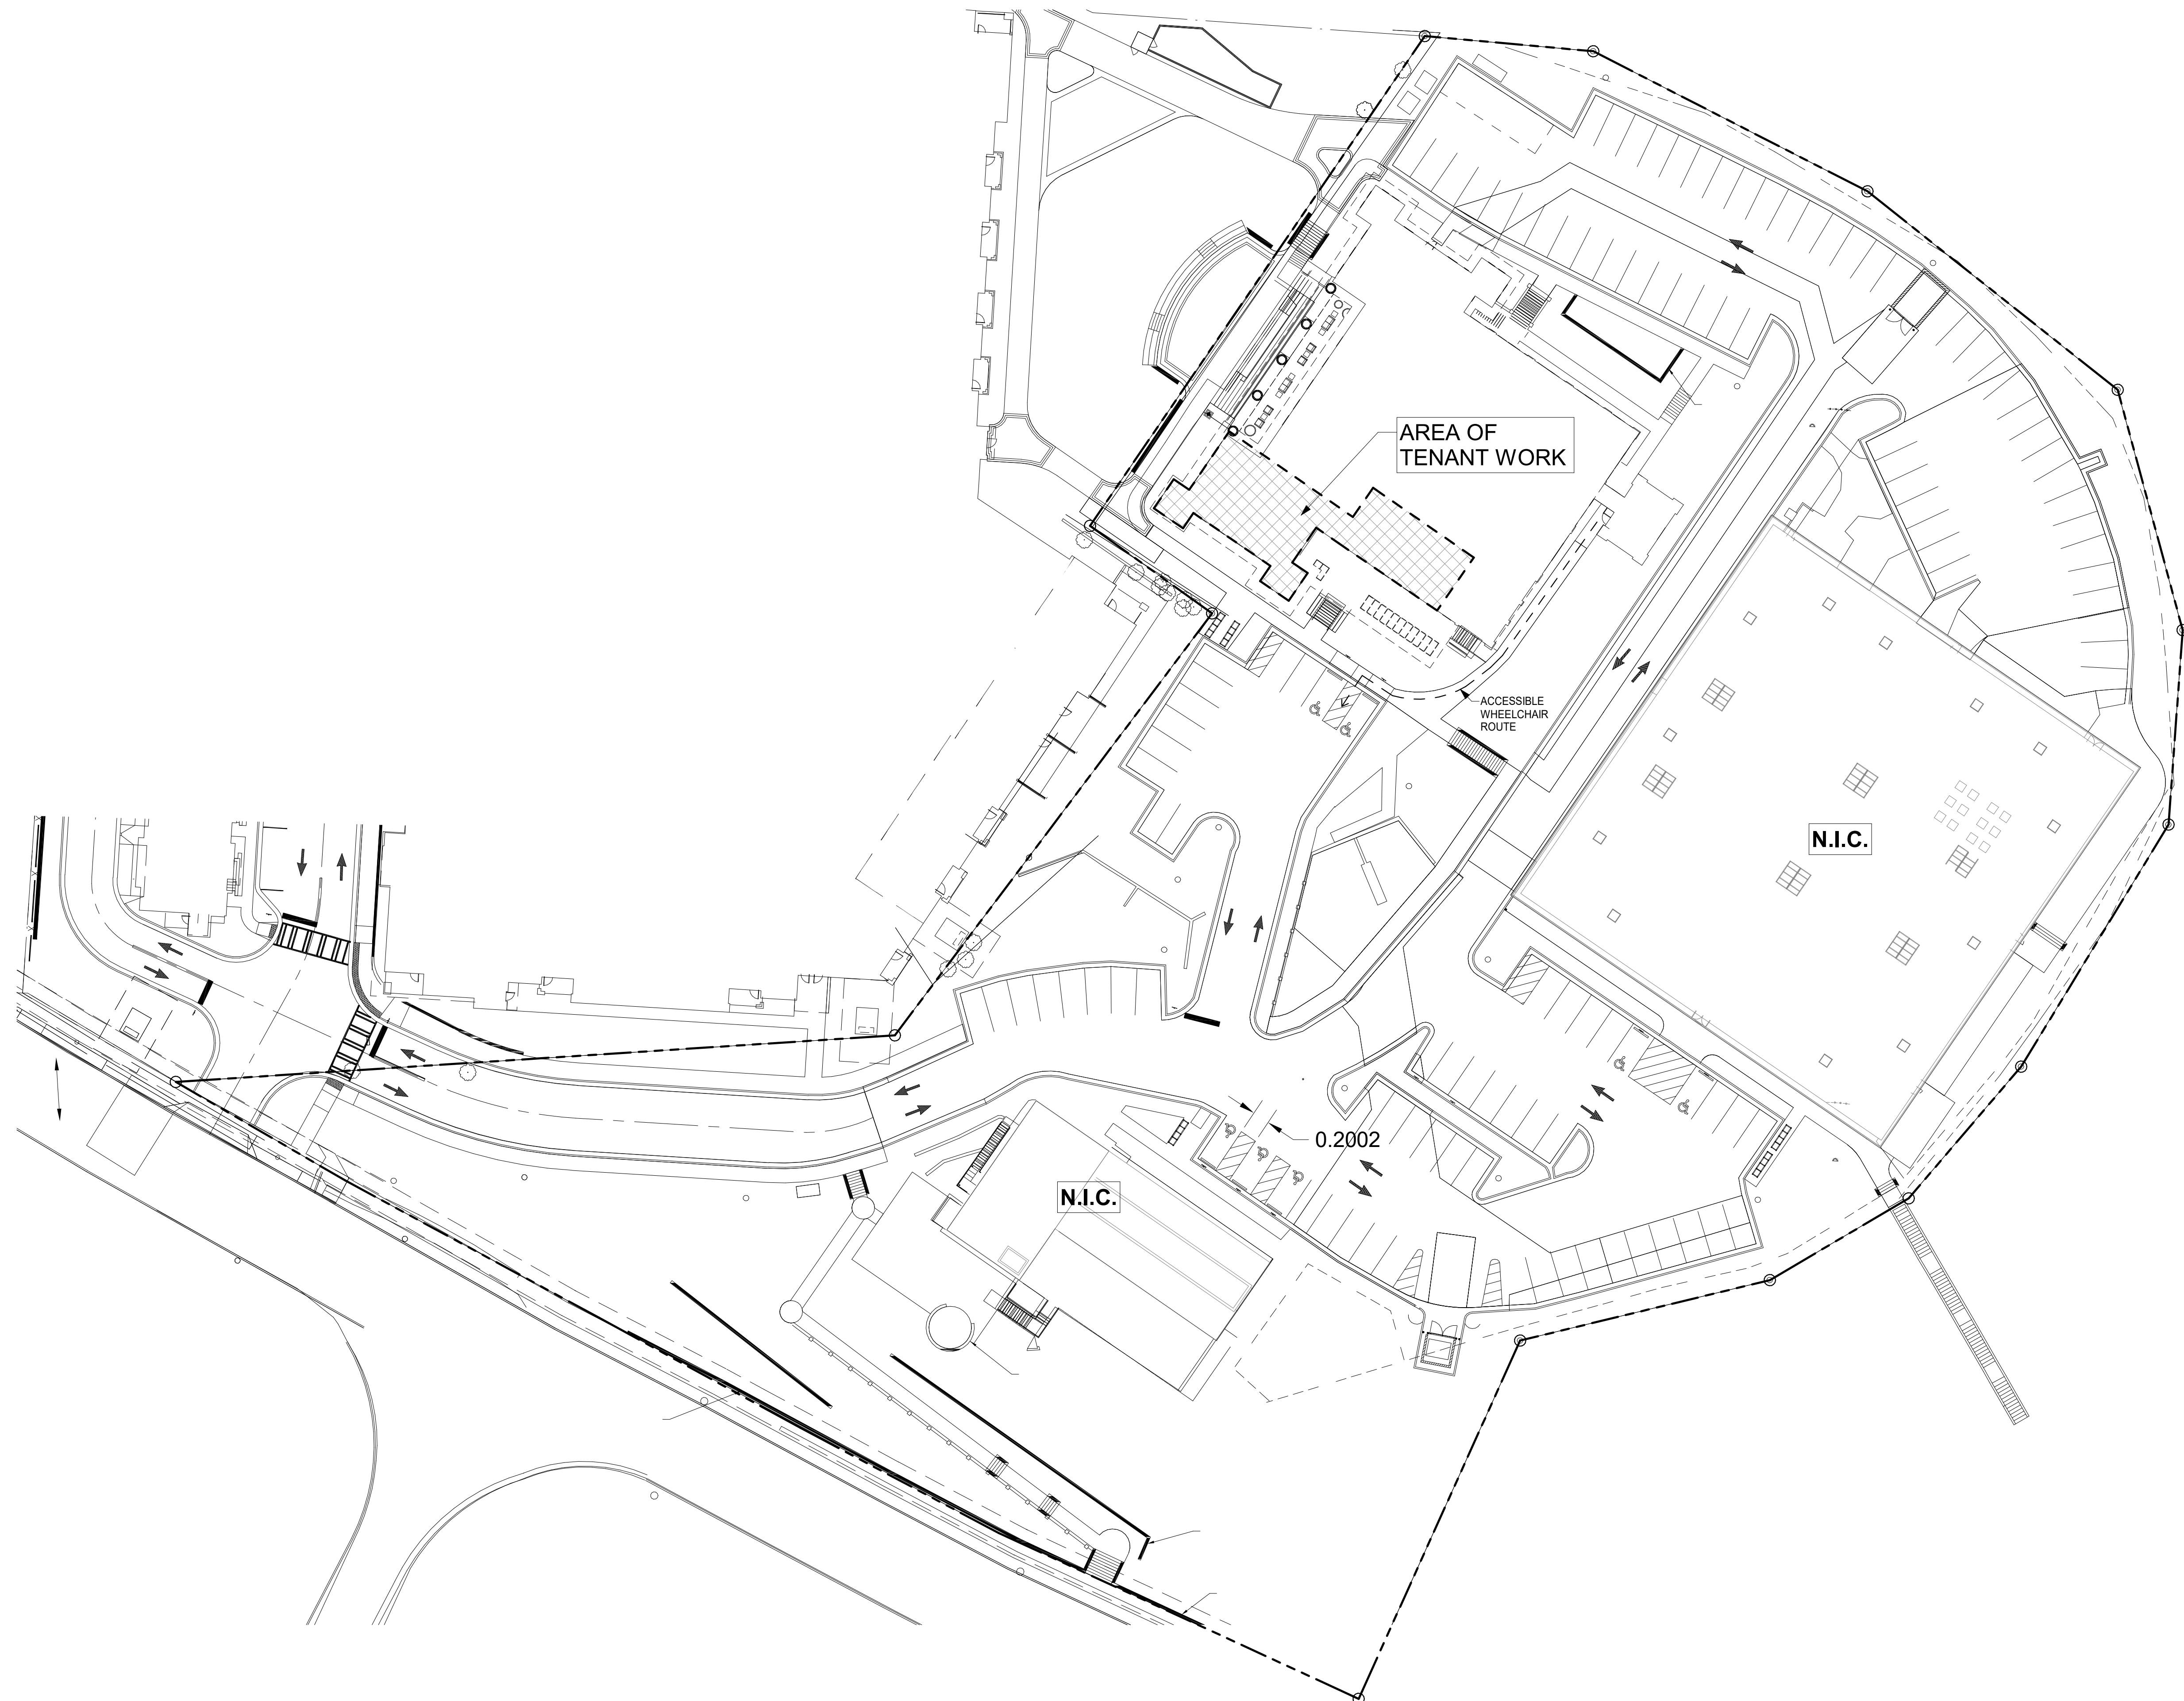 AREA OF
TENANT WORK
ACCESSIBLE
WHEELCHAIR
ROUTE
N.I.C.
0.2002
N.I.C.